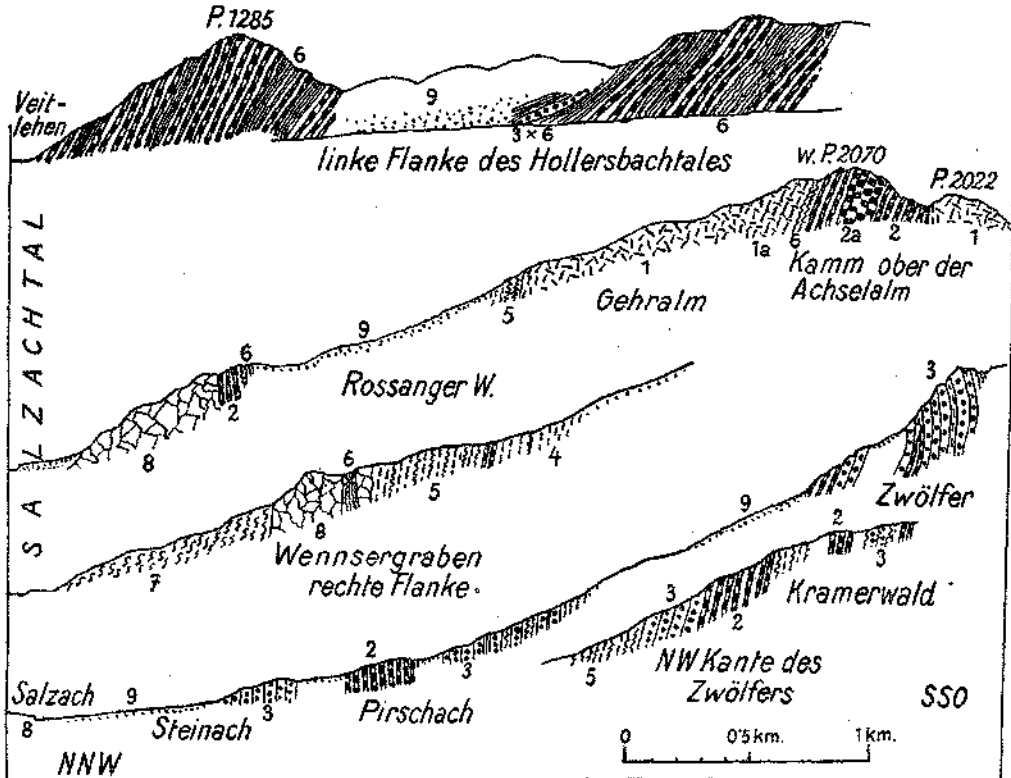 P. 1285
6
Veit-
lehen
9
3 × 6
6
linke Flanke des Hollersbachtales
w. P. 2070
P. 2022
1
1a
6
2a
2
1
Kamm ober der
Achselalm
Gehralm
5
9
6
Rossanger W.
2
8
SALZACHTAL
3
6
4
5
8
9
Zwölfer
7
Wennsergraben
rechte Flanke.
2
3
Kramerwald
3
2
2
3
5
NW Kante des
Zwölfers
SSO
Salzach
9
8
Steinach
3
Pirschach
NNW
0
0'5 km.
1 km.